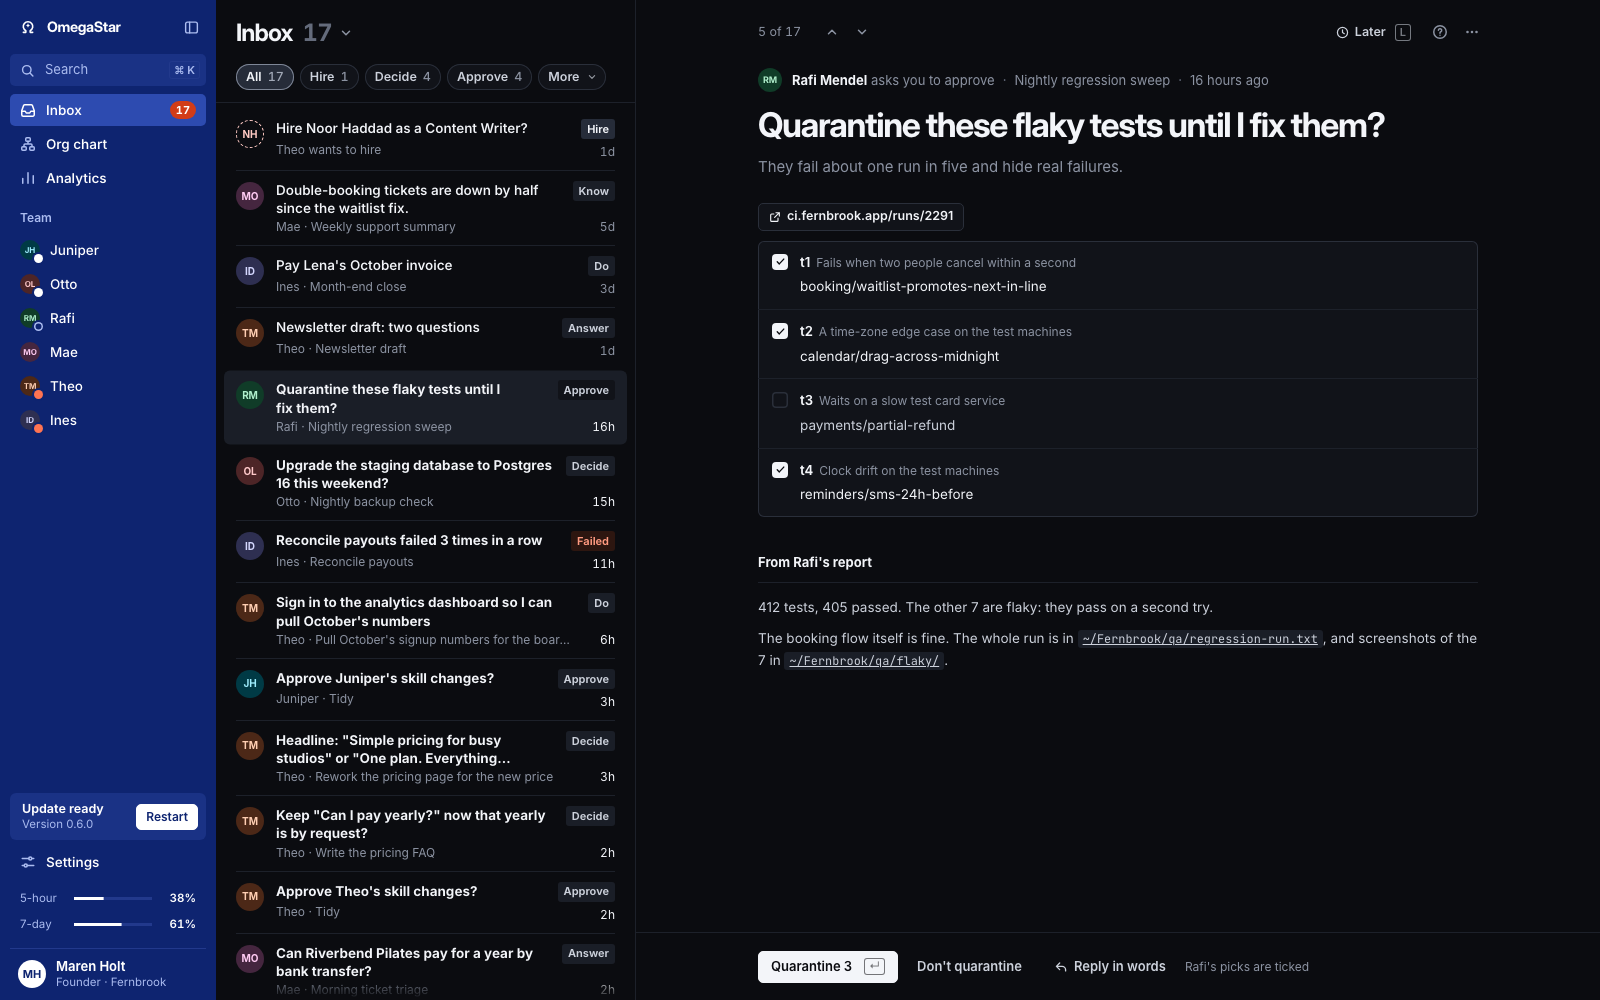 OmegaStar
Search
⌘ K
Inbox
17
Org chart
Analytics
Team
JH
Juniper
OL
Otto
RM
Rafi
MO
Mae
TM
Theo
ID
Ines
Update ready
Version 0.6.0
Restart
Settings
5-hour
38%
7-day
61%
MH
Maren Holt
Founder · Fernbrook
Inbox 17
All 17
Hire 1
Decide 4
Approve 4
More
NH
Hire Noor Haddad as a Content Writer?
Hire
Theo wants to hire
1d
MO
Double-booking tickets are down by half
since the waitlist fix.
Know
Mae · Weekly support summary
5d
ID
Pay Lena's October invoice
Do
Ines · Month-end close
3d
TM
Newsletter draft: two questions
Answer
Theo · Newsletter draft
1d
RM
Quarantine these flaky tests until I
fix them?
Approve
Rafi · Nightly regression sweep
16h
OL
Upgrade the staging database to Postgres
16 this weekend?
Decide
Otto · Nightly backup check
15h
ID
Reconcile payouts failed 3 times in a row
Failed
Ines · Reconcile payouts
11h
TM
Sign in to the analytics dashboard so I can
pull October's numbers
Do
Theo · Pull October's signup numbers for the boar...
6h
JH
Approve Juniper's skill changes?
Approve
Juniper · Tidy
3h
TM
Headline: "Simple pricing for busy
studios" or "One plan. Everything...
Decide
Theo · Rework the pricing page for the new price
3h
TM
Keep "Can I pay yearly?" now that yearly
is by request?
Decide
Theo · Write the pricing FAQ
2h
TM
Approve Theo's skill changes?
Approve
Theo · Tidy
2h
MO
Can Riverbend Pilates pay for a year by
bank transfer?
Answer
Mae · Morning ticket triage
2h
5 of 17
Later L
RM
Rafi Mendel asks you to approve · Nightly regression sweep · 16 hours ago
Quarantine these flaky tests until I fix them?
They fail about one run in five and hide real failures.
ci.fernbrook.app/runs/2291
t1 Fails when two people cancel within a second
booking/waitlist-promotes-next-in-line
t2 A time-zone edge case on the test machines
calendar/drag-across-midnight
t3 Waits on a slow test card service
payments/partial-refund
t4 Clock drift on the test machines
reminders/sms-24h-before
From Rafi's report
412 tests, 405 passed. The other 7 are flaky: they pass on a second try.
The booking flow itself is fine. The whole run is in ~/Fernbrook/qa/regression-run.txt, and screenshots of the
7 in ~/Fernbrook/qa/flaky/.
Quarantine 3
Don't quarantine
Reply in words
Rafi's picks are ticked